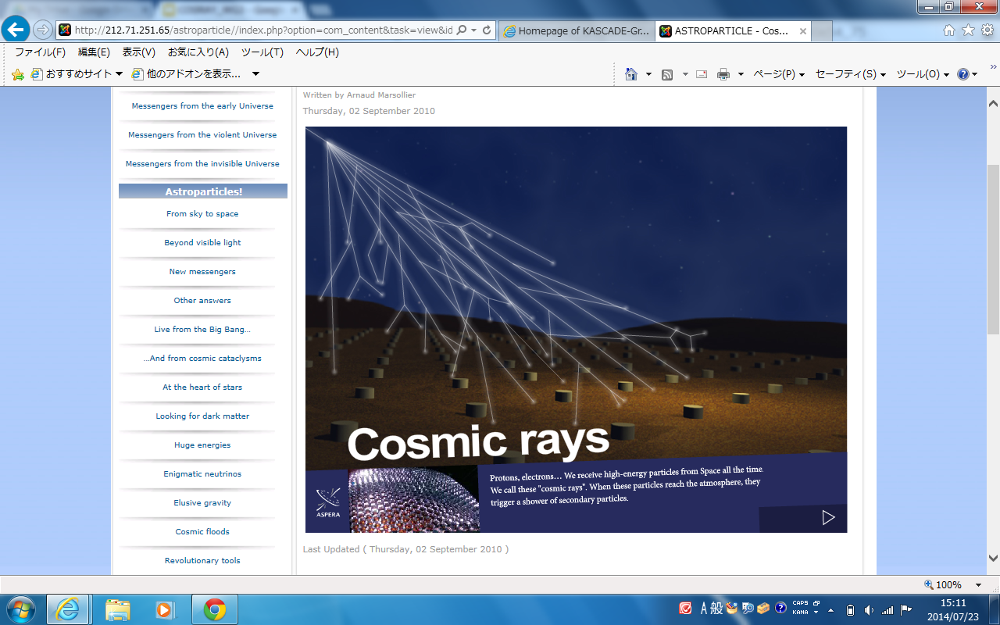 http://212.71.251.65/astroparticle//index.php?option=com_content&task=view&id
Homepage of KASCADE-Gr...
ASTROPARTICLE - Cos...
ファイル(F) 編集(E) 表示(V) お気に入り(A) ツール(T) ヘルプ(H)
おすすめサイト 他のアドオンを表示...
ページ(P) セーフティ(S) ツール(O)
Messengers from the early Universe
Messengers from the violent Universe
Messengers from the invisible Universe
Astroparticles!
From sky to space
Beyond visible light
New messengers
Other answers
Live from the Big Bang...
...And from cosmic cataclysms
At the heart of stars
Looking for dark matter
Huge energies
Enigmatic neutrinos
Elusive gravity
Cosmic floods
Revolutionary tools
Written by Arnaud Marsollier
Thursday, 02 September 2010
Cosmic rays
ASPERA
Protons, electrons… We receive high-energy particles from Space all the time.
We call these "cosmic rays". When these particles reach the atmosphere, they
trigger a shower of secondary particles.
Last Updated ( Thursday, 02 September 2010 )
100%
A 般
CAPS
KANA
15:11
2014/07/23